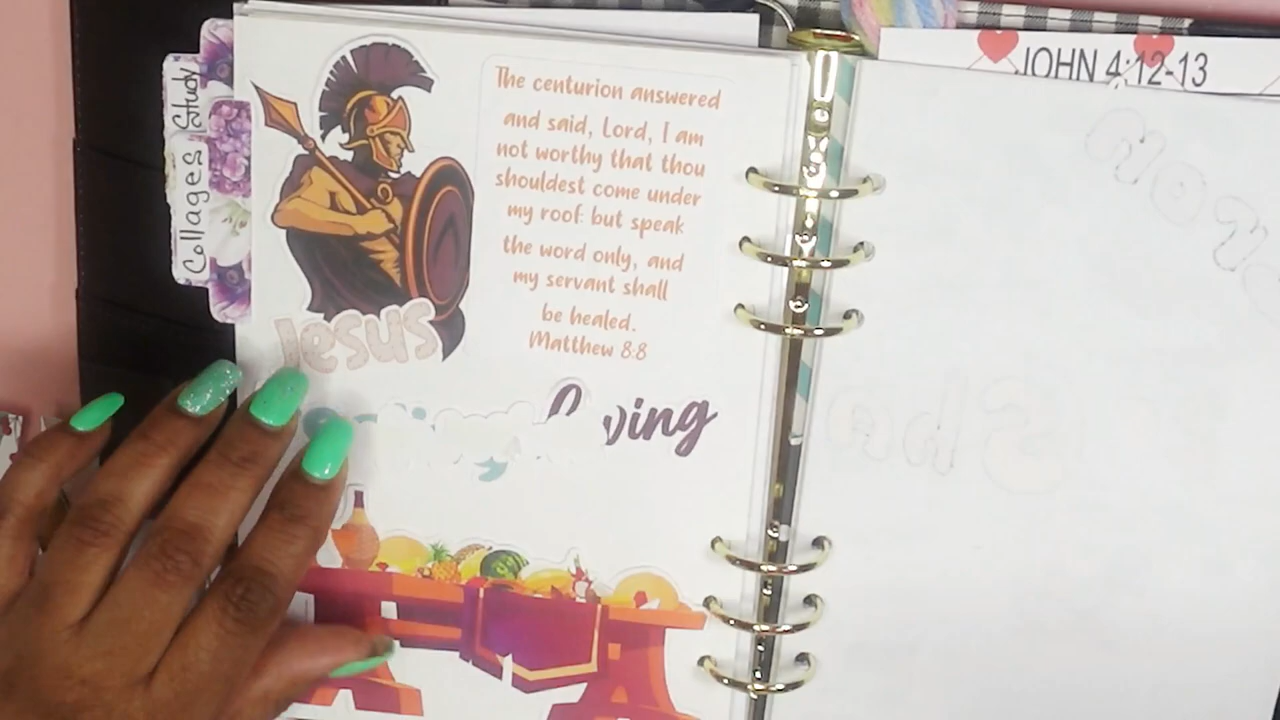 Study
Collages
The centurion answered
and said, Lord, I am
not worthy that thou
shouldest come under
my roof: but speak
the word only, and
my servant shall
be healed.
Matthew 8:8
Jesus
JOHN 4:12-13